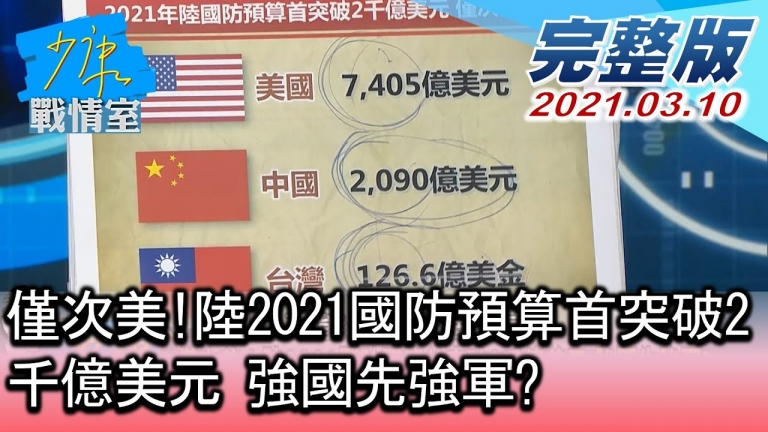 2021年陸國防預算首突破2千億美元 僅次
少康
戰情室
完整版
2021.03.10
美國 7,405億美元
中國 2,090億美元
台灣 126.6億美金
僅次美!陸2021國防預算首突破2
千億美元 強國先強軍?